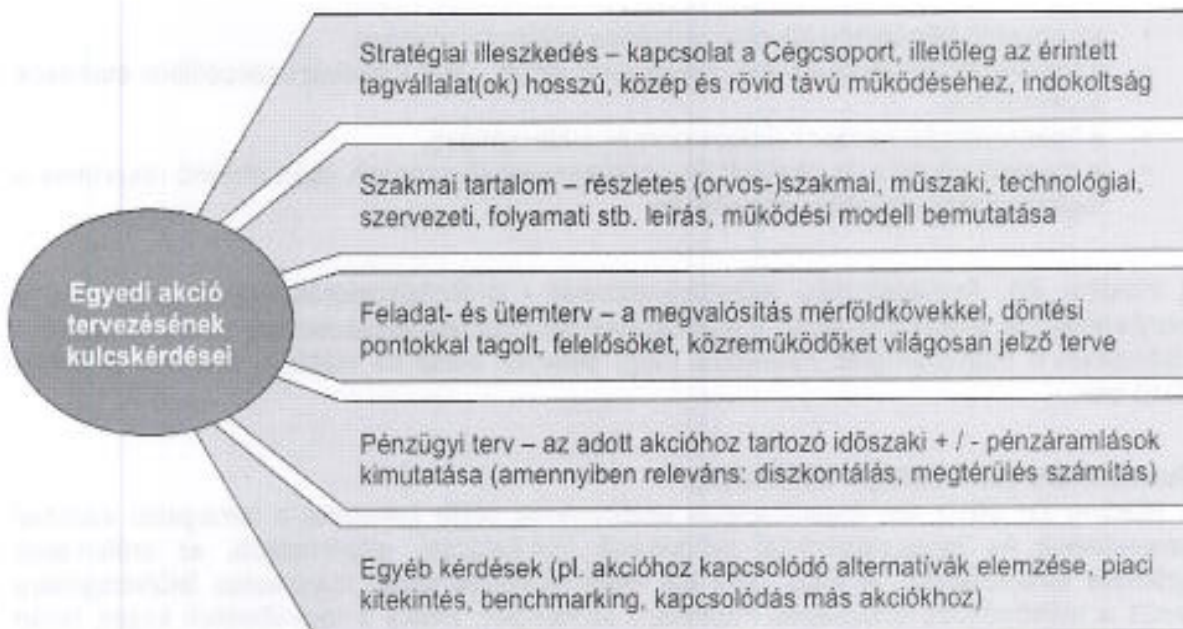 Stratégiai illeszkedés – kapcsolat a Cégcsoport, illetőleg az érintett
tagvállalat(ok) hosszú, közép és rövid távú működéséhez, indokoltság
Szakmai tartalom – részletes (orvos-)szakmai, műszaki, technológiai,
szervezeti, folyamati stb. leírás, működési modell bemutatása
Egyedi akció
tervezésének
kulcskérdései
Feladat- és ütemterv – a megvalósítás mérföldkövekkel, döntési
pontokkal tagolt, felelősöket, közreműködőket világosan jelző terve
Pénzügyi terv – az adott akcióhoz tartozó időszaki + / - pénzáramlások
kimutatása (amennyiben releváns: diszkontálás, megtérülés számítás)
Egyéb kérdések (pl. akcióhoz kapcsolódó alternatívák elemzése, piaci
kitekintés, benchmarking, kapcsolódás más akciókhoz)